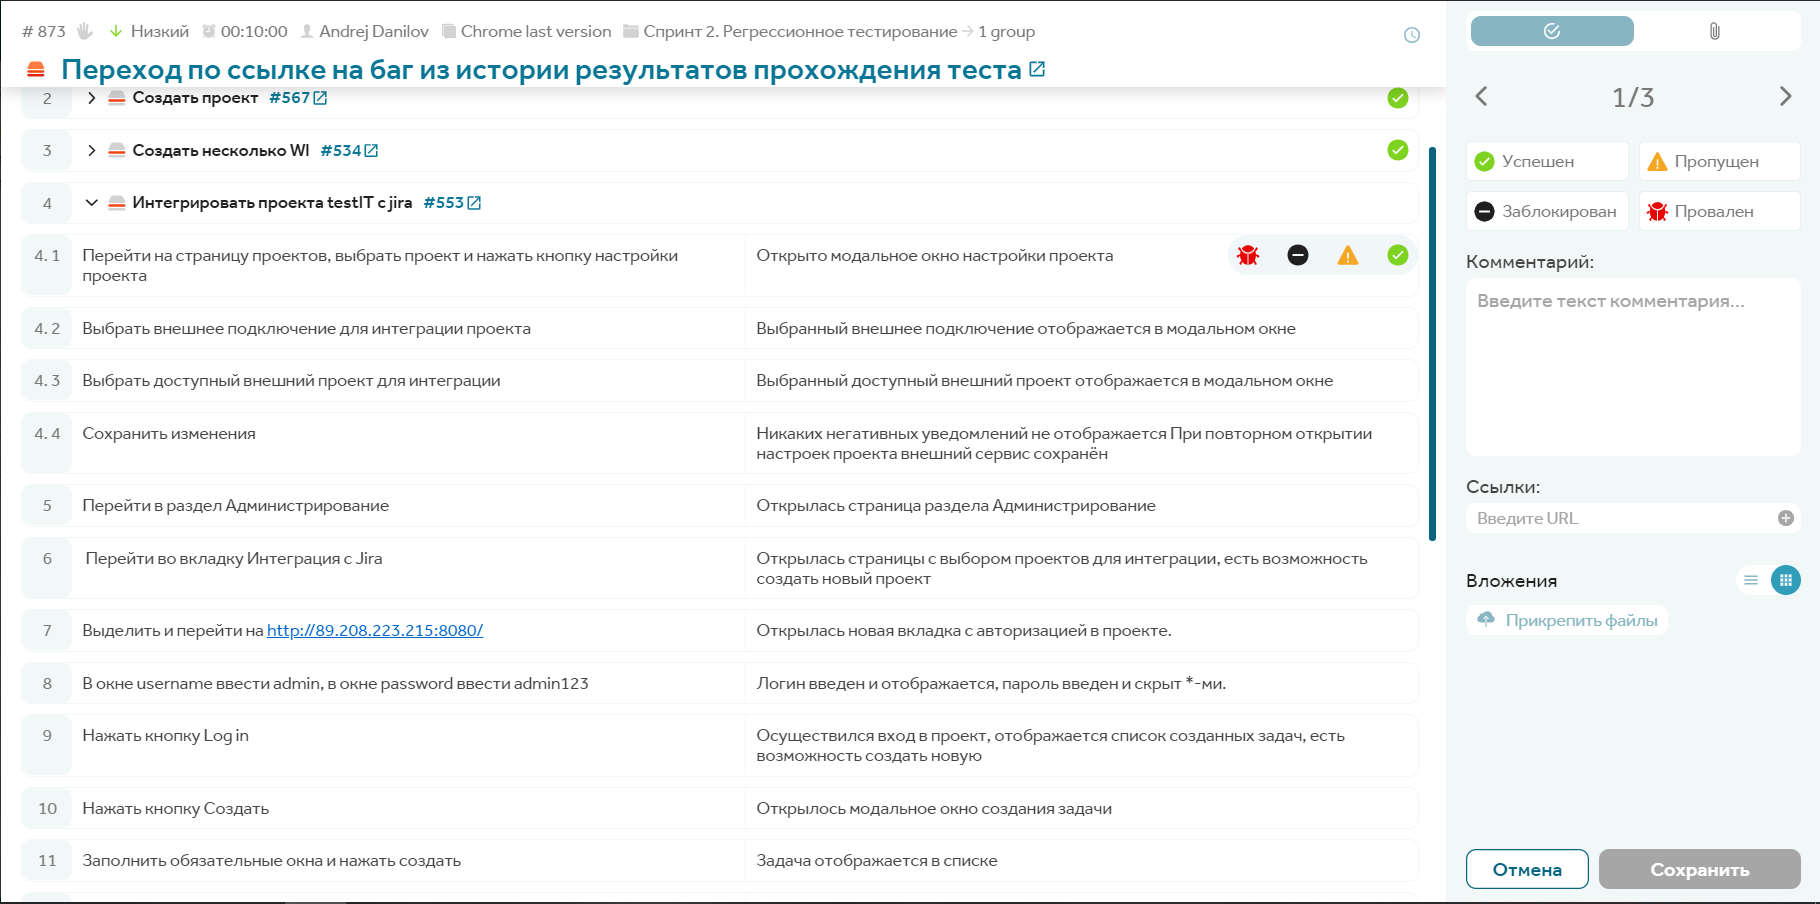 # 873 Низкий 00:10:00 Andrej Danilov Chrome last version Спринт 2. Регрессионное тестирование 1 group
Переход по ссылке на баг из истории результатов прохождения теста
2 Создать проект #567
3 Создать несколько WI #534
4 Интегрировать проекта testIT с jira #553
4. 1 Перейти на страницу проектов, выбрать проект и нажать кнопку настройки
проекта
Открыто модальное окно настройки проекта
4. 2 Выбрать внешнее подключение для интеграции проекта
Выбранный внешнее подключение отображается в модальном окне
4. 3 Выбрать доступный внешний проект для интеграции
Выбранный доступный внешний проект отображается в модальном окне
4. 4 Сохранить изменения
Никаких негативных уведомлений не отображается При повторном открытии
настроек проекта внешний сервис сохранён
5 Перейти в раздел Администрирование
Открылась страница раздела Администрирование
6 Перейти во вкладку Интеграция с Jira
Открылась страницы с выбором проектов для интеграции, есть возможность
создать новый проект
7 Выделить и перейти на http://89.208.223.215:8080/
Открылась новая вкладка с авторизацией в проекте.
8 В окне username ввести admin, в окне password ввести admin123
Логин введен и отображается, пароль введен и скрыт *-ми.
9 Нажать кнопку Log in
Осуществился вход в проект, отображается список созданных задач, есть
возможность создать новую
10 Нажать кнопку Создать
Открылось модальное окно создания задачи
11 Заполнить обязательные окна и нажать создать
Задача отображается в списке
1/3
Успешен
Пропущен
Заблокирован
Провален
Комментарий:
Введите текст комментария...
Ссылки:
Введите URL
Вложения
Прикрепить файлы
Отмена
Сохранить